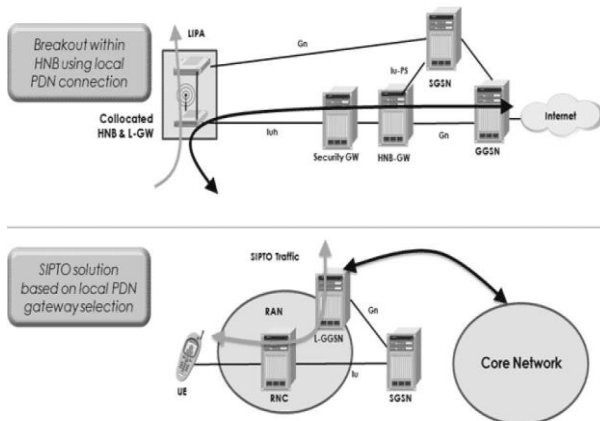 Breakout within
HNB using local
PDN connection
LIPA
Gn
SGSN
Iu-PS
Collocated
HNB & L-GW
Iuh
Security GW
HNB-GW
Gn
GGSN
Internet
SIPTO solution
based on local PDN
gateway selection
SIPTO Traffic
RAN
L-GGSN
Gn
UE
RNC
Iu
SGSN
Core Network